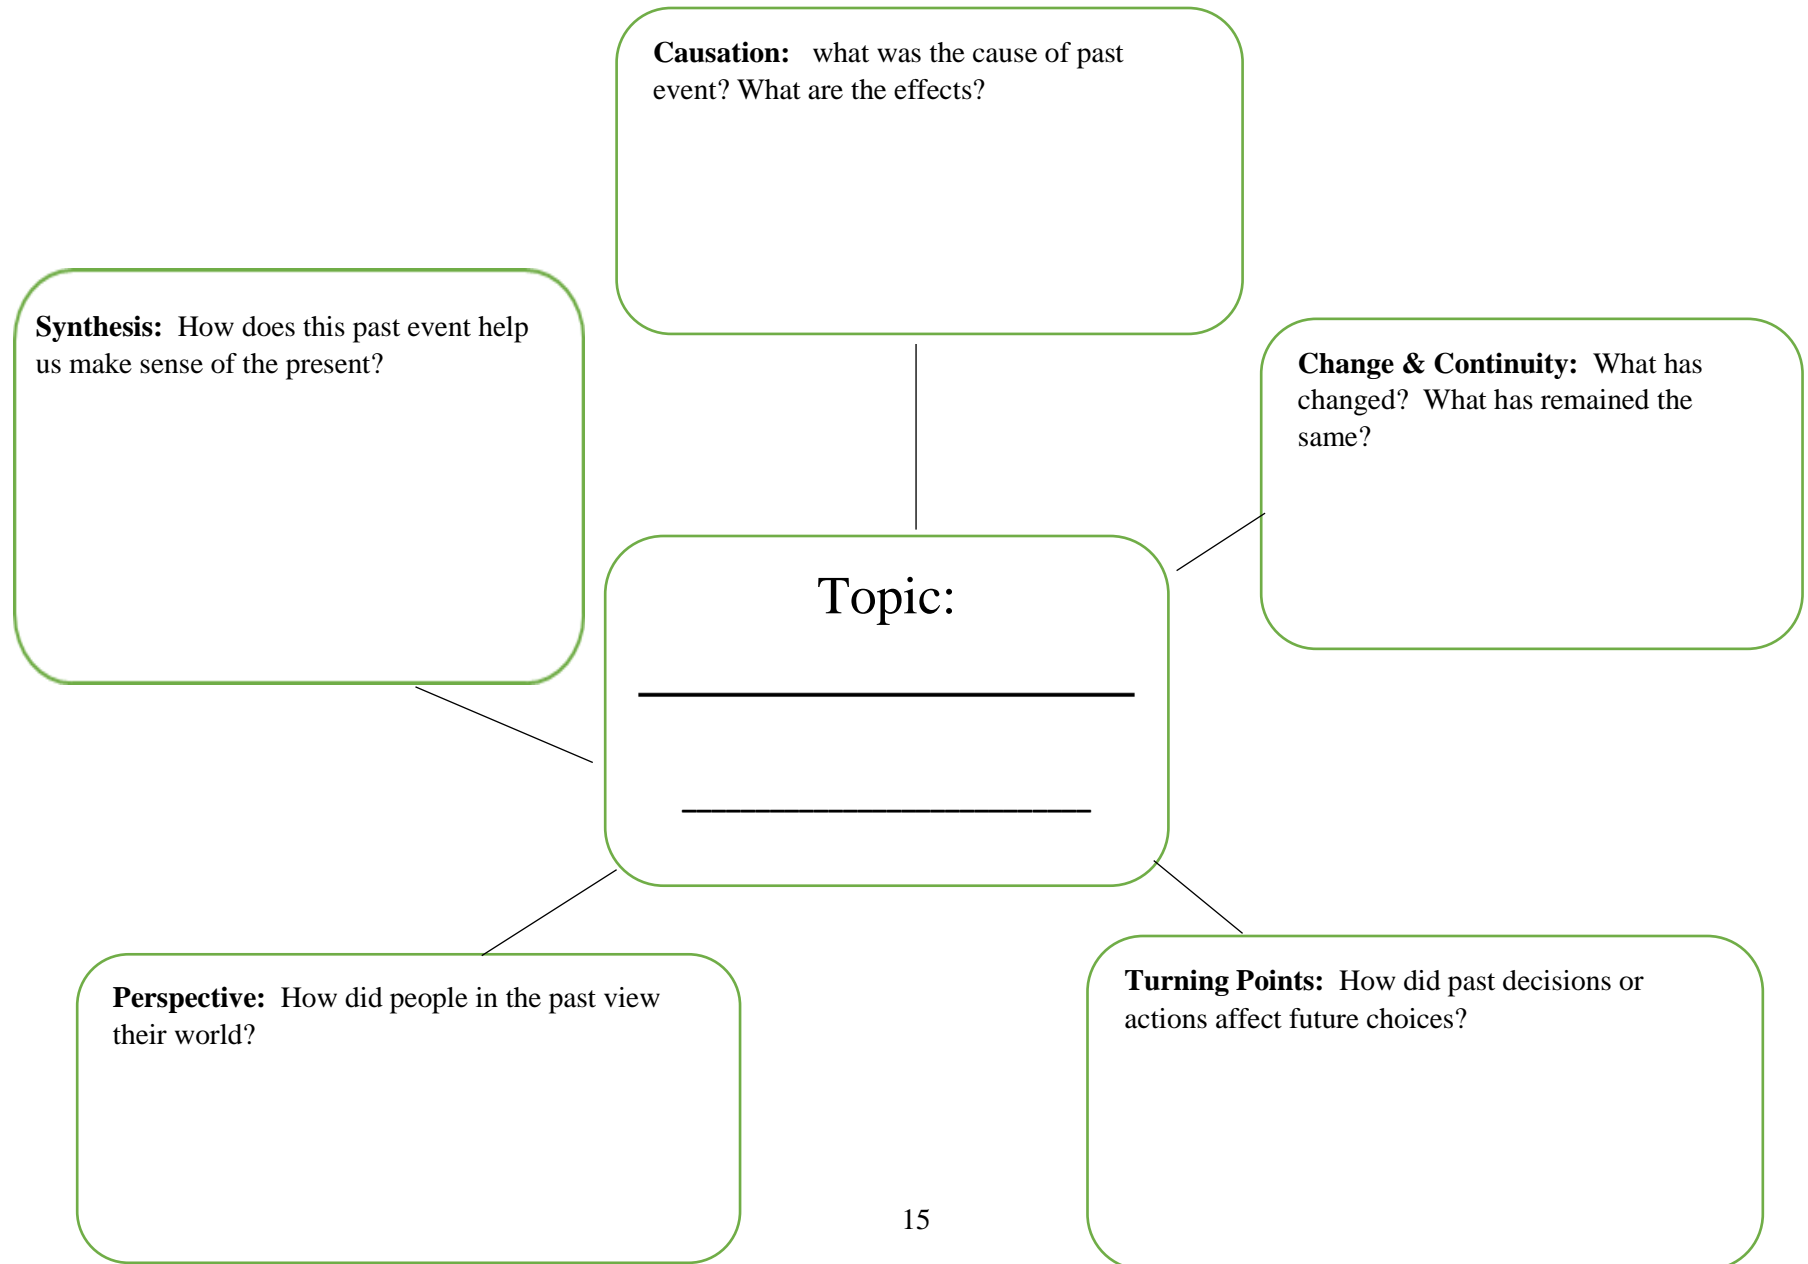 Causation: what was the cause of past
event? What are the effects?
Synthesis: How does this past event help
us make sense of the present?
Change & Continuity: What has
changed? What has remained the
same?
Topic:
Perspective: How did people in the past view
their world?
Turning Points: How did past decisions or
actions affect future choices?
15